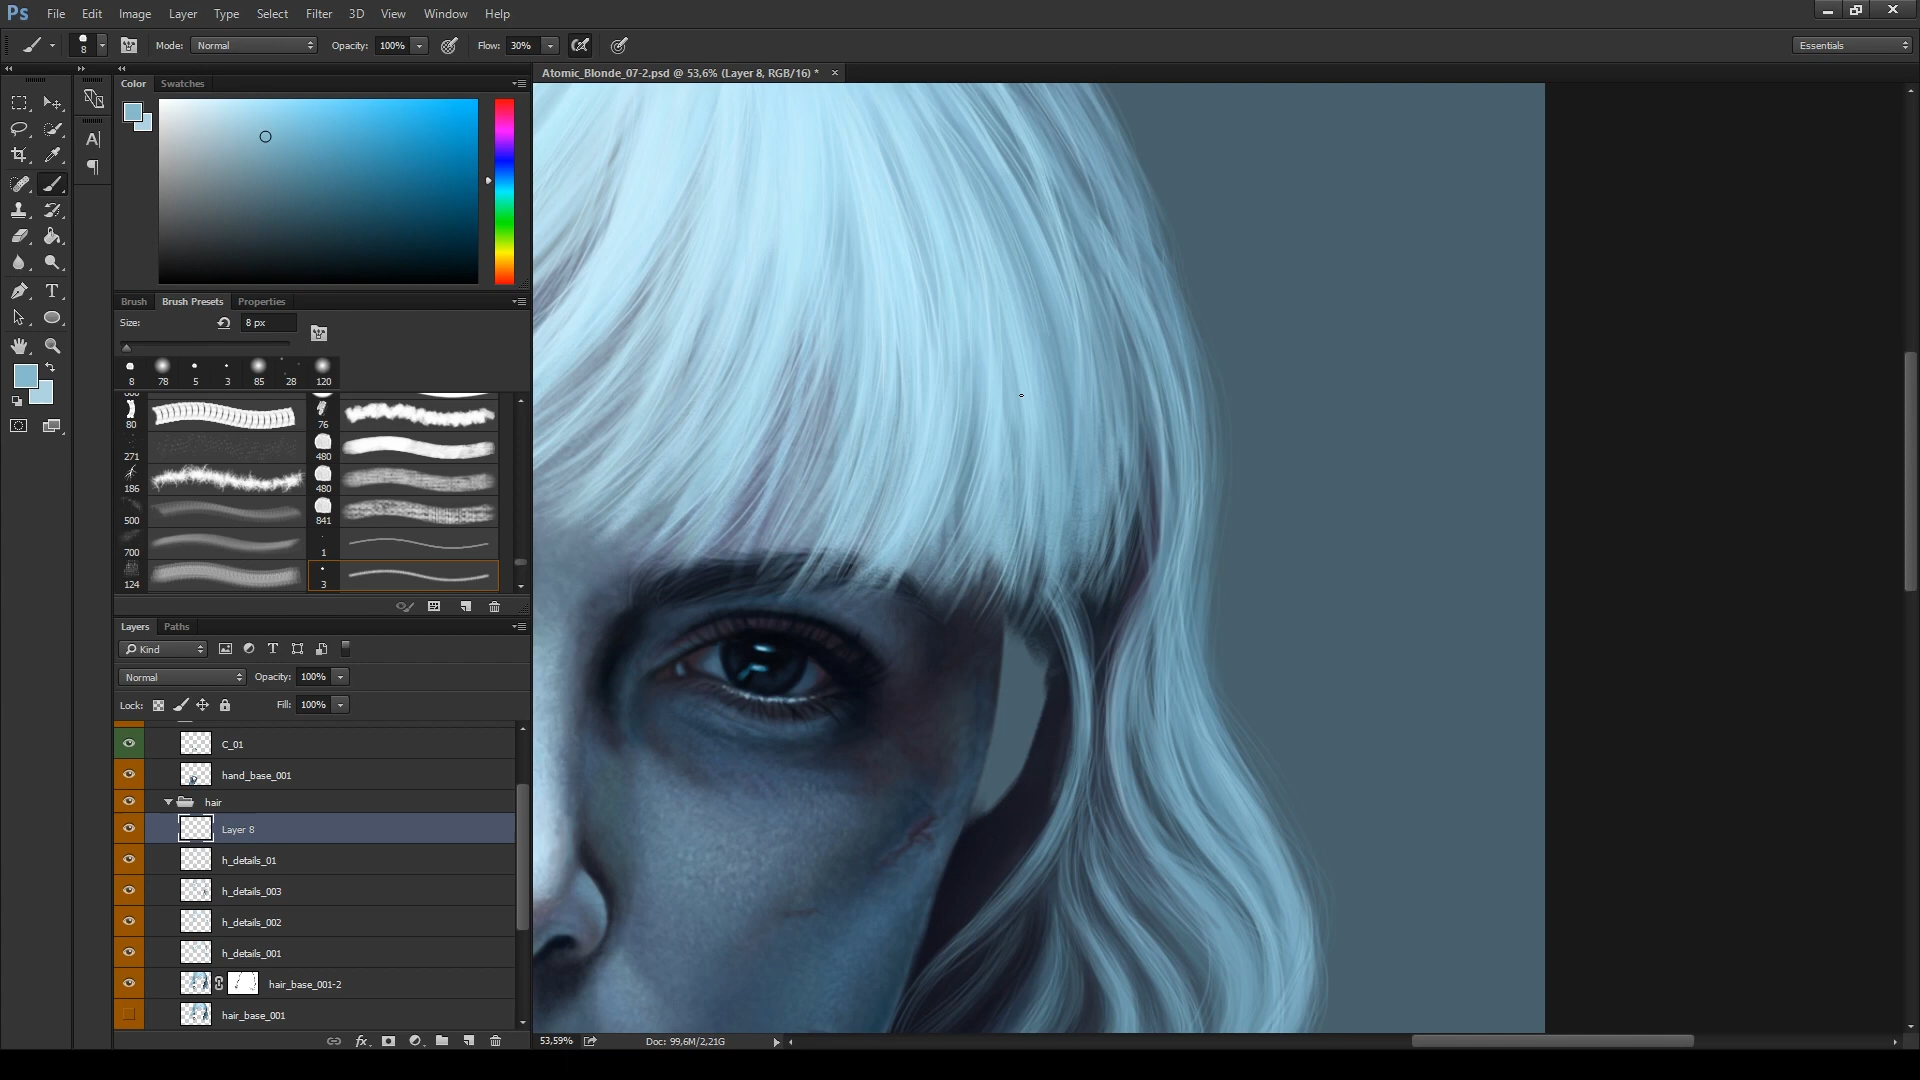 Ps File Edit Image Layer Type Select Filter 3D View Window Help
8 Mode: Normal Opacity: 100% Flow: 30% Essentials
Color Swatches
Atomic_Blonde_07-2.psd @ 53,6% (Layer 8, RGB/16) * ×
A
¶
T
Brush Brush Presets Properties
Size: 8 px
8 78 5 3 85 28 120
80 76
271 480
186 480
500 841
700 1
124 3
Layers Paths
Kind T
Normal Opacity: 100%
Lock: Fill: 100%
C_01
hand_base_001
hair
Layer 8
h_details_01
h_details_003
h_details_002
h_details_001
hair_base_001-2
hair_base_001
fx
53,59% Doc: 99,6M/2,21G